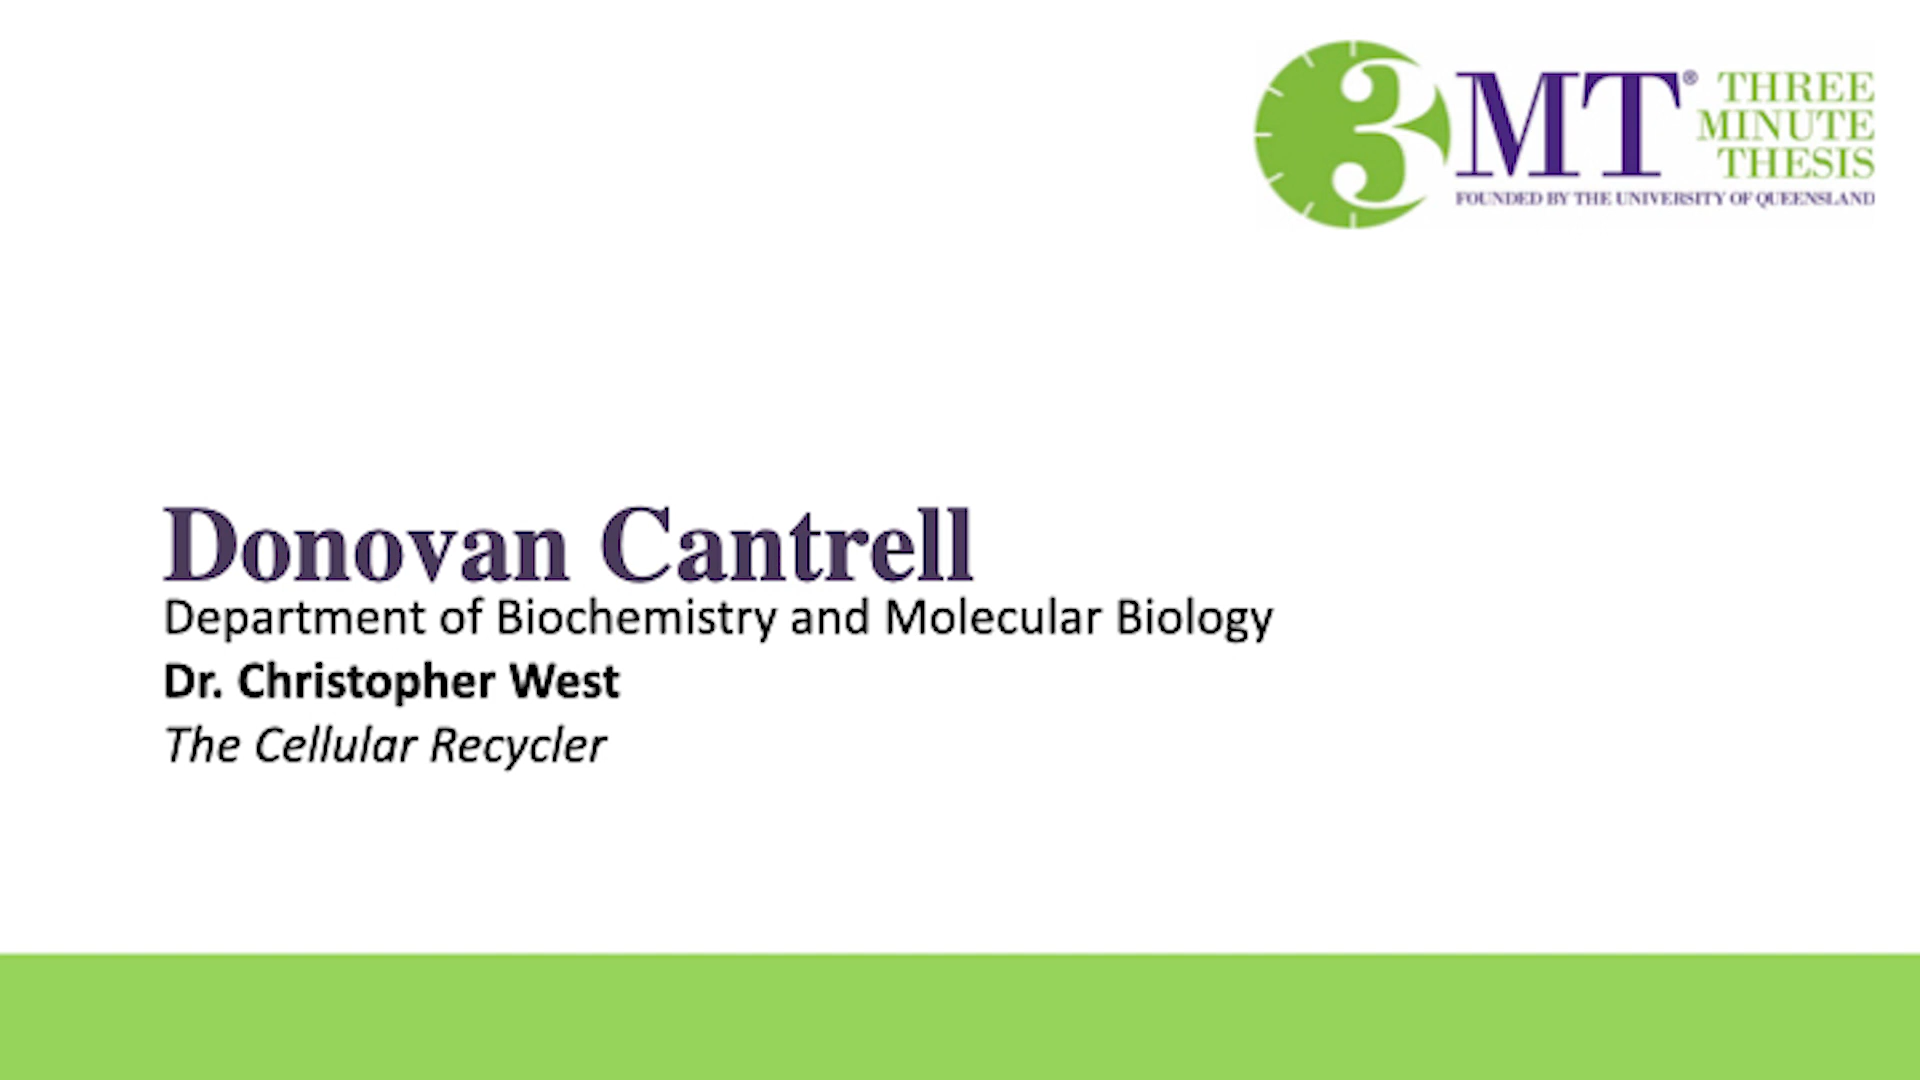 3MT® THREE
MINUTE
THESIS
FOUNDED BY THE UNIVERSITY OF QUEENSLAND
Donovan Cantrell
Department of Biochemistry and Molecular Biology
Dr. Christopher West
The Cellular Recycler